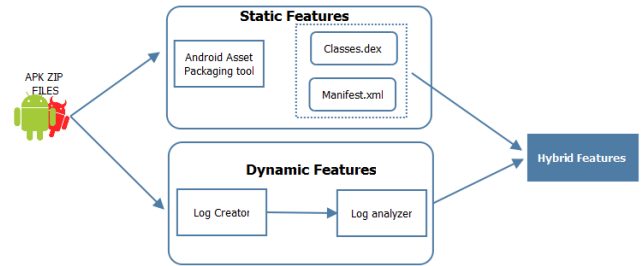 Static Features
APK ZIP
FILES
Android Asset
Packaging tool
Classes.dex
Manifest.xml
Hybrid Features
Dynamic Features
Log Creator
Log analyzer